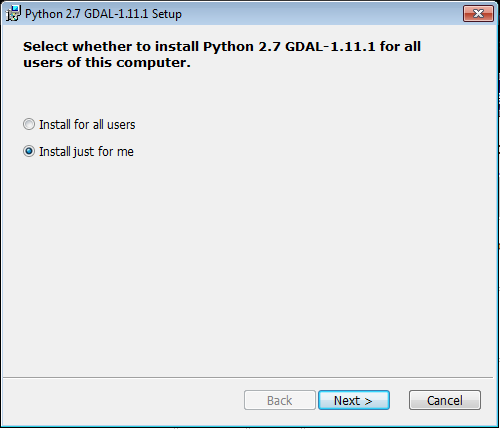 Python 2.7 GDAL-1.11.1 Setup
Select whether to install Python 2.7 GDAL-1.11.1 for all
users of this computer.
Install for all users
Install just for me
Back Next > Cancel